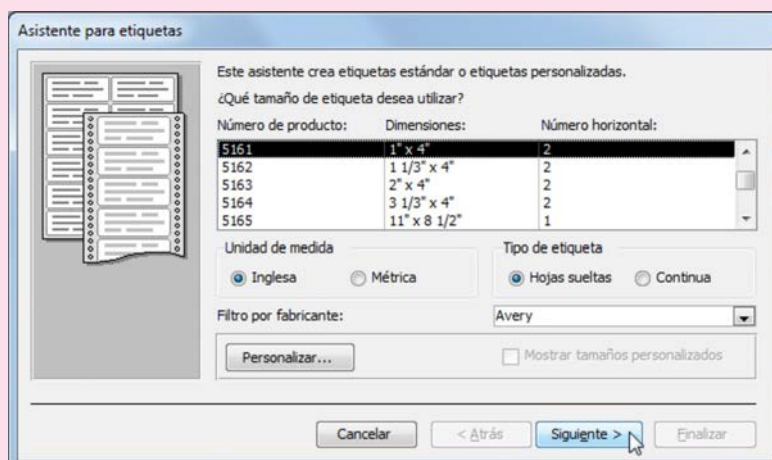 Asistente para etiquetas
Este asistente crea etiquetas estándar o etiquetas personalizadas.
¿Qué tamaño de etiqueta desea utilizar?
Número de producto: Dimensiones: Número horizontal:
5161 1" x 4" 2
5162 1 1/3" x 4" 2
5163 2" x 4" 2
5164 3 1/3" x 4" 2
5165 11" x 8 1/2" 1
Unidad de medida Tipo de etiqueta
Inglesa Métrica Hojas sueltas Continua
Filtro por fabricante: Avery
Personalizar... Mostrar tamaños personalizados
Cancelar < Atrás Siguiente > Finalizar